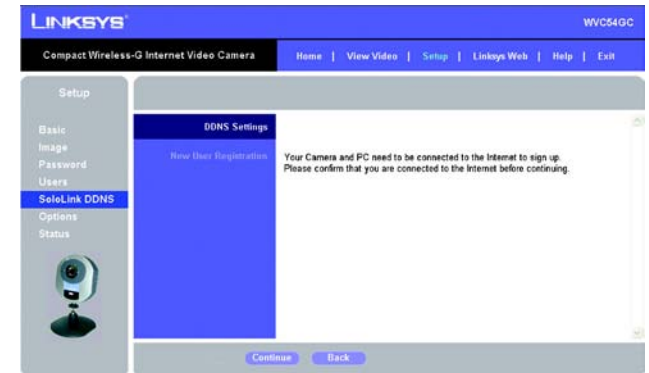 LINKSYS®
WVC54GC
Compact Wireless-G Internet Video Camera
Home | View Video | Setup | Linksys Web | Help | Exit
Setup
Basic
Image
Password
Users
SoloLink DDNS
Options
Status
DDNS Settings
New User Registration
Your Camera and PC need to be connected to the Internet to sign up.
Please confirm that you are connected to the Internet before continuing.
Continue
Back